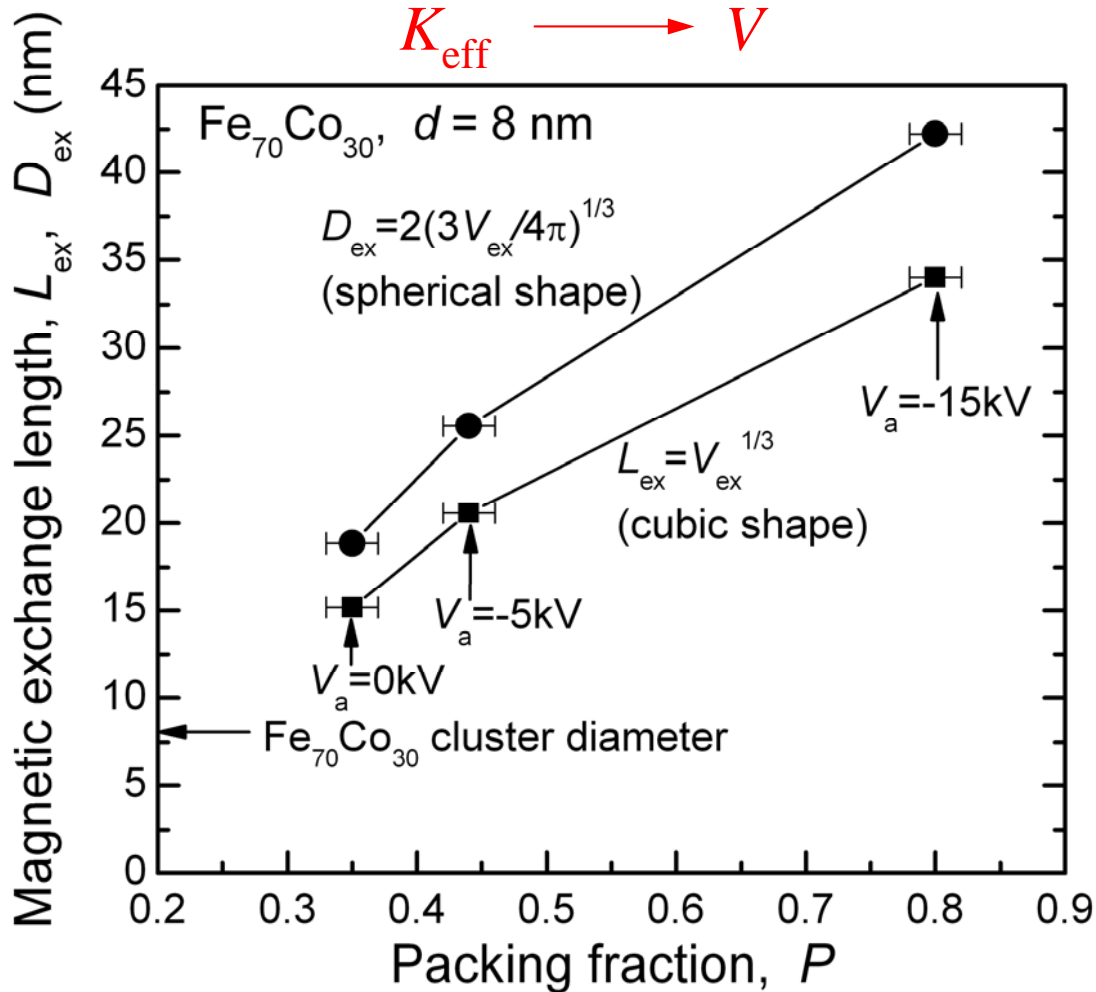 K_eff → V
Magnetic exchange length, L_ex, D_ex (nm)
45
40
35
30
25
20
15
10
5
0
Fe₇₀Co₃₀, d = 8 nm
D_ex=2(3V_ex/4π)^1/3
(spherical shape)
V_a=-15kV
L_ex=V_ex^1/3
(cubic shape)
V_a=-5kV
V_a=0kV
Fe₇₀Co₃₀ cluster diameter
0.2 0.3 0.4 0.5 0.6 0.7 0.8 0.9
Packing fraction, P